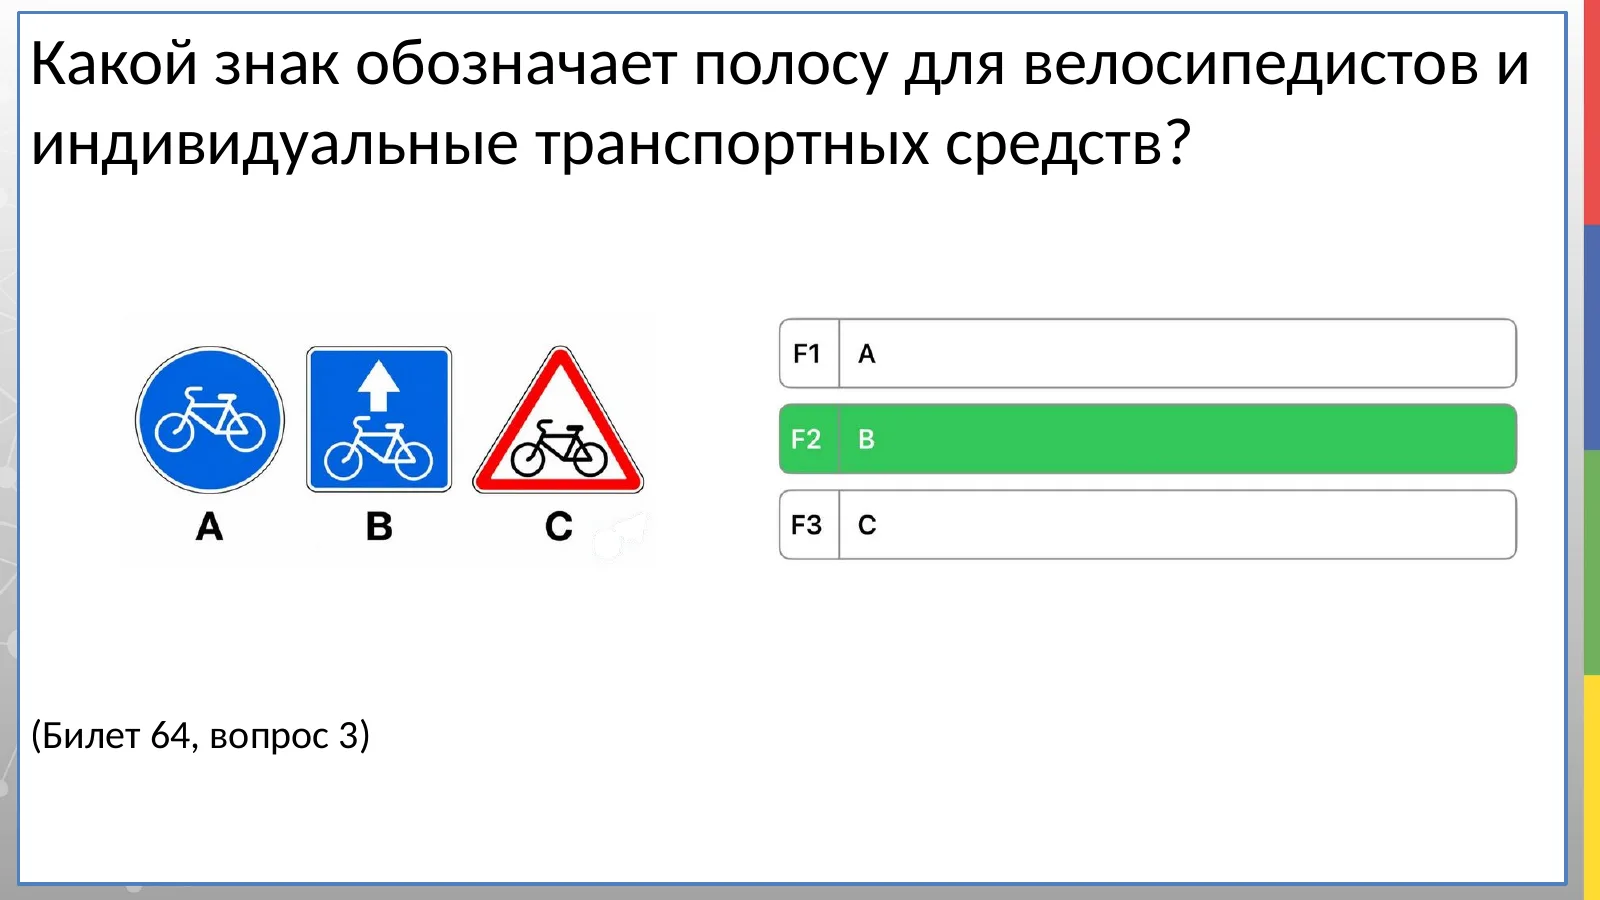 Какой знак обозначает полосу для велосипедистов и
индивидуальные транспортных средств?
A
B
C
F1 A
F2 B
F3 C
(Билет 64, вопрос 3)